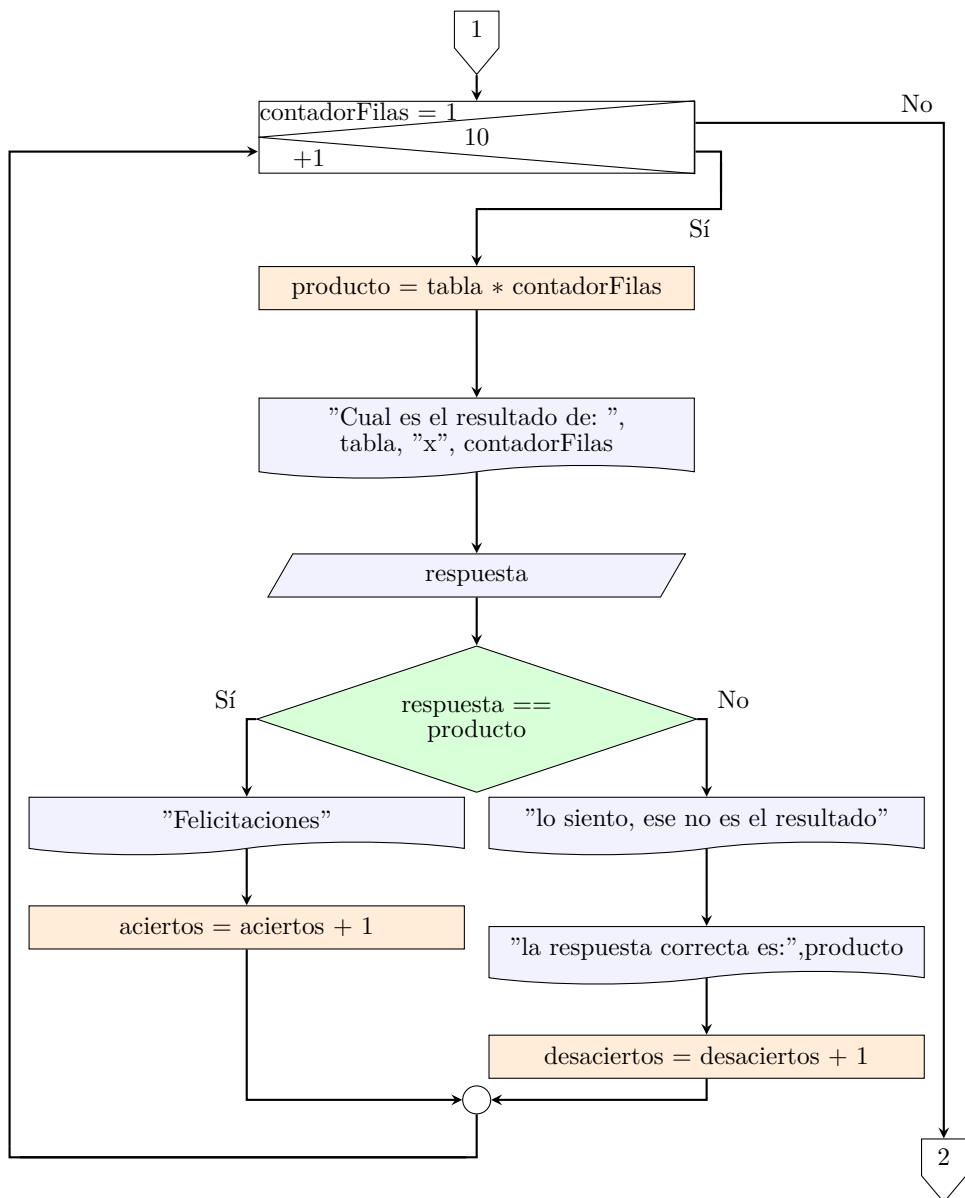 1
contadorFilas = 1
10
+1
No
Sí
producto = tabla * contadorFilas
"Cual es el resultado de: ",
tabla, "x", contadorFilas
respuesta
respuesta ==
producto
Sí
No
"Felicitaciones"
"lo siento, ese no es el resultado"
aciertos = aciertos + 1
"la respuesta correcta es:",producto
desaciertos = desaciertos + 1
2